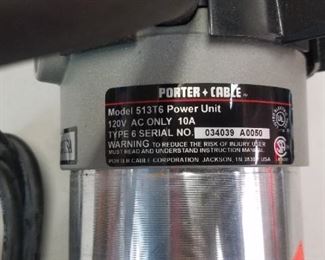 PORTER+CABLE
Model 513T6 Power Unit
120V AC ONLY 10A
TYPE 6 SERIAL NO. 034039 A0050
WARNING TO REDUCE THE RISK OF INJURY, USER
MUST READ AND UNDERSTAND INSTRUCTION MANUAL.
PORTER CABLE CORPORATION JACKSON, TN USA